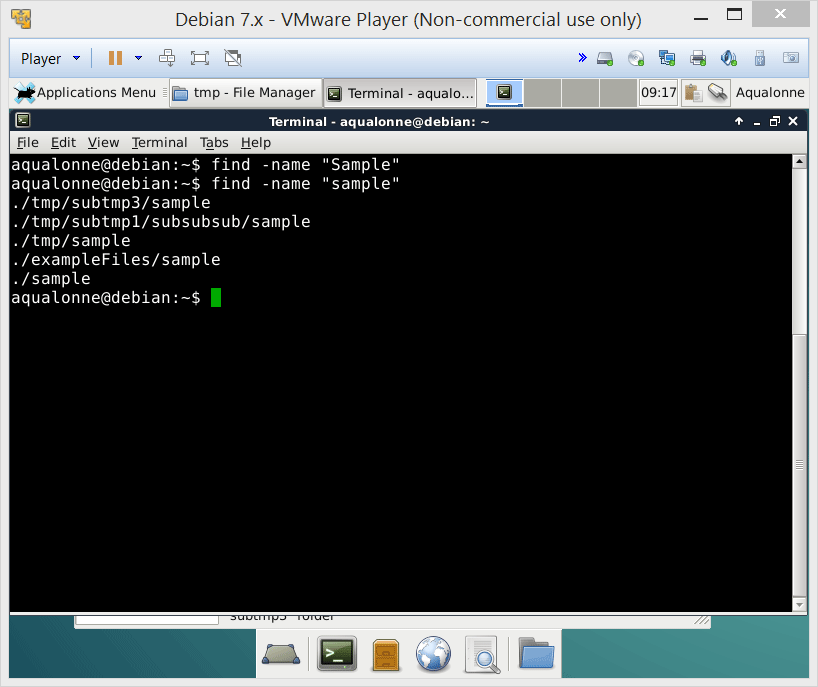 Debian 7.x - VMware Player (Non-commercial use only)
Player
Applications Menu
tmp - File Manager
Terminal - aqualo...
09:17
Aqualonne
Terminal - aqualonne@debian: ~
File Edit View Terminal Tabs Help
aqualonne@debian:~$ find -name "Sample"
aqualonne@debian:~$ find -name "sample"
./tmp/subtmp3/sample
./tmp/subtmp1/subsubsub/sample
./tmp/sample
./exampleFiles/sample
./sample
aqualonne@debian:~$
"subtmp3" folder